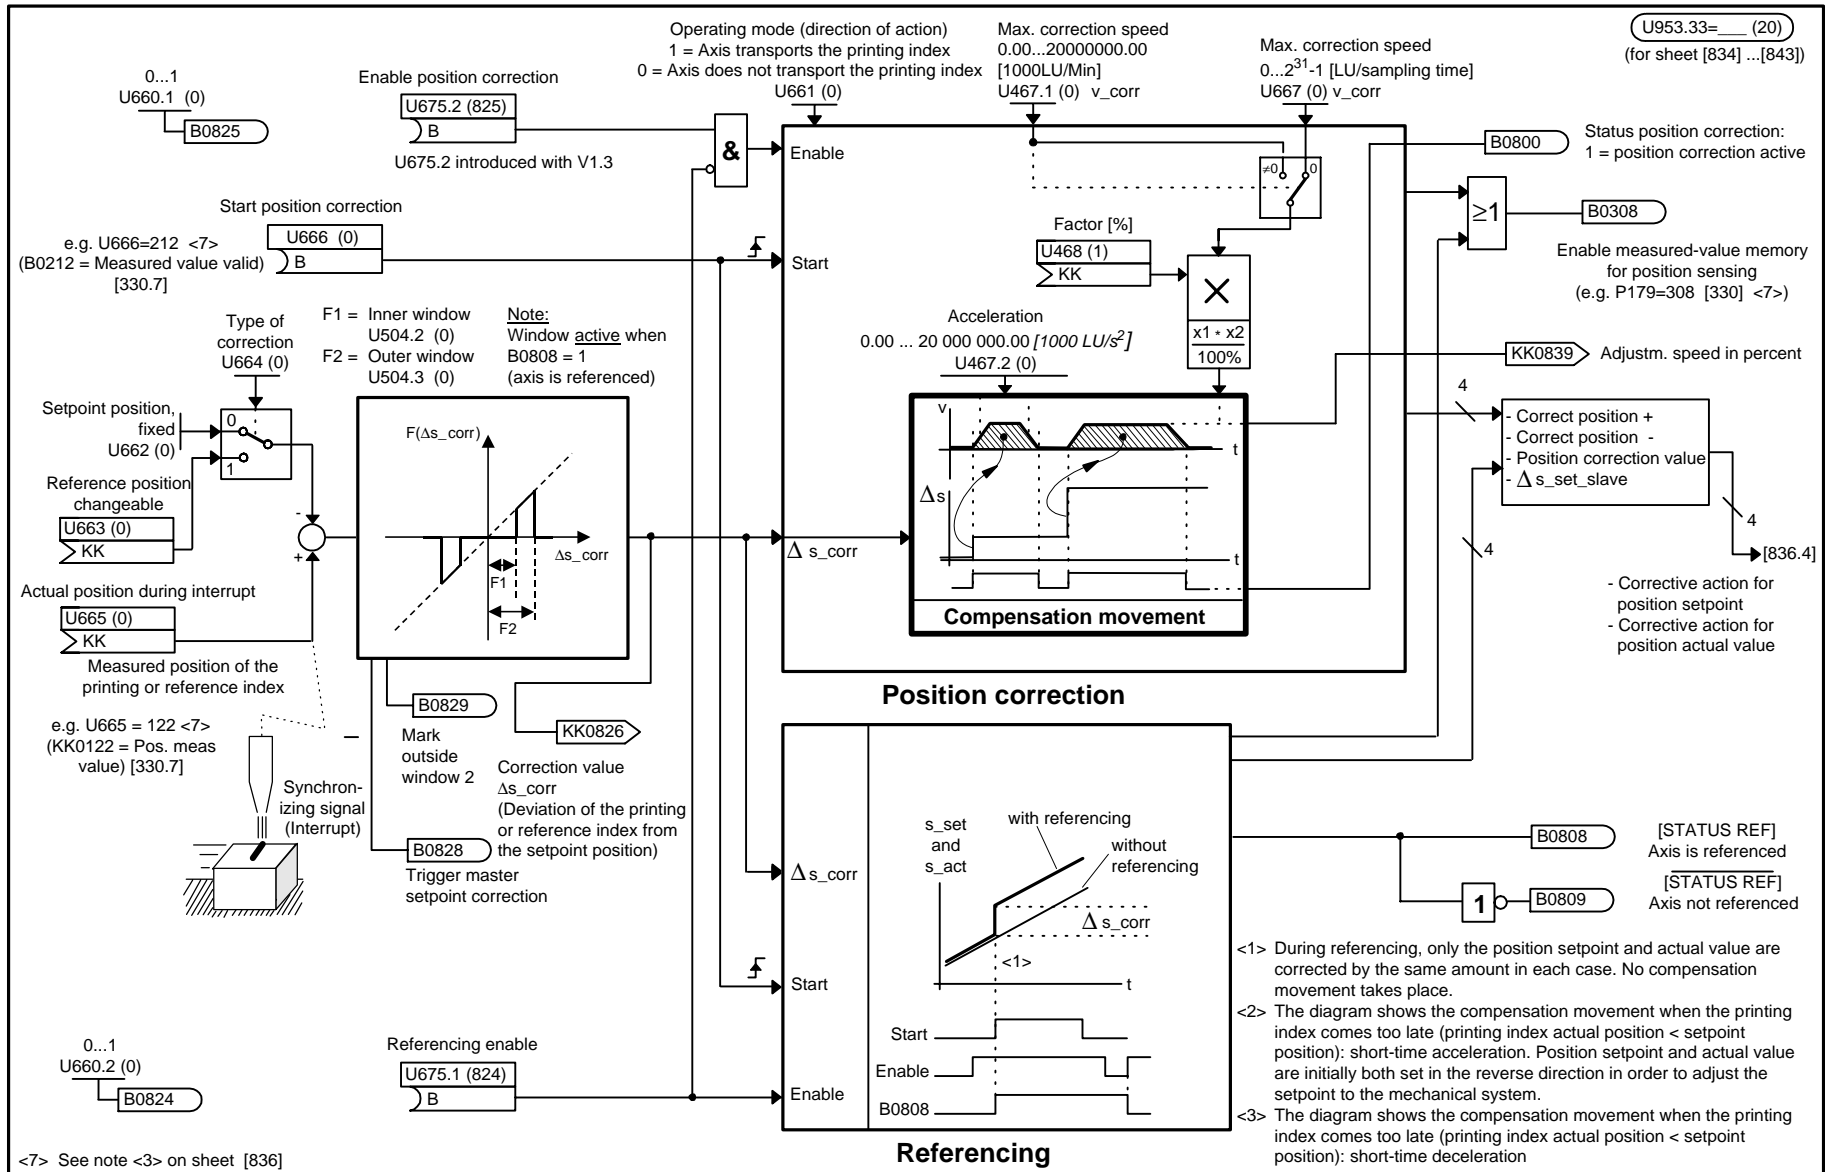 Operating mode (direction of action)
1 = Axis transports the printing index
0 = Axis does not transport the printing index
U661 (0)
Max. correction speed
0.00...20000000.00
[1000LU/Min]
U467.1 (0) v_corr
Max. correction speed
0...2³¹-1 [LU/sampling time]
U667 (0) v_corr
U953.33=___ (20)
(for sheet [834] ...[843])
0...1
U660.1 (0)
B0825
Enable position correction
U675.2 (825)
B
U675.2 introduced with V1.3
&
Enable
≠0
0
B0800
Status position correction:
1 = position correction active
≥1
B0308
Enable measured-value memory
for position sensing
(e.g. P179=308 [330] <7>)
Start position correction
U666 (0)
B
e.g. U666=212 <7>
(B0212 = Measured value valid)
[330.7]
Start
Factor [%]
U468 (1)
KK
x1 * x2
100%
Acceleration
0.00 ... 20 000 000.00 [1000 LU/s²]
U467.2 (0)
KK0839
Adjustm. speed in percent
Type of
correction
U664 (0)
F1 = Inner window
U504.2 (0)
F2 = Outer window
U504.3 (0)
Note:
Window active when
B0808 = 1
(axis is referenced)
Setpoint position,
fixed
U662 (0)
0
1
Reference position
changeable
U663 (0)
KK
-
+
F(Δs_corr)
Δs_corr
F1
F2
Δ s_corr
v
t
Δ s
t
Compensation movement
4
- Correct position +
- Correct position -
- Position correction value
- Δ s_set_slave
4
4
[836.4]
- Corrective action for
position setpoint
- Corrective action for
position actual value
Actual position during interrupt
U665 (0)
KK
Measured position of the
printing or reference index
e.g. U665 = 122 <7>
(KK0122 = Pos. meas
value) [330.7]
Synchron-
izing signal
(Interrupt)
B0829
Mark
outside
window 2
KK0826
Correction value
Δs_corr
(Deviation of the printing
or reference index from
the setpoint position)
B0828
Trigger master
setpoint correction
Position correction
Δ s_corr
s_set
and
s_act
with referencing
without
referencing
Δ s_corr
<1>
t
Start
Start
Enable
B0808
B0808
[STATUS REF]
Axis is referenced
1
B0809
[STATUS REF]
Axis not referenced
0...1
U660.2 (0)
B0824
Referencing enable
U675.1 (824)
B
Enable
Referencing
<1> During referencing, only the position setpoint and actual value are
corrected by the same amount in each case. No compensation
movement takes place.
<2> The diagram shows the compensation movement when the printing
index comes too late (printing index actual position < setpoint
position): short-time acceleration. Position setpoint and actual value
are initially both set in the reverse direction in order to adjust the
setpoint to the mechanical system.
<3> The diagram shows the compensation movement when the printing
index comes too late (printing index actual position < setpoint
position): short-time deceleration
<7> See note <3> on sheet [836]